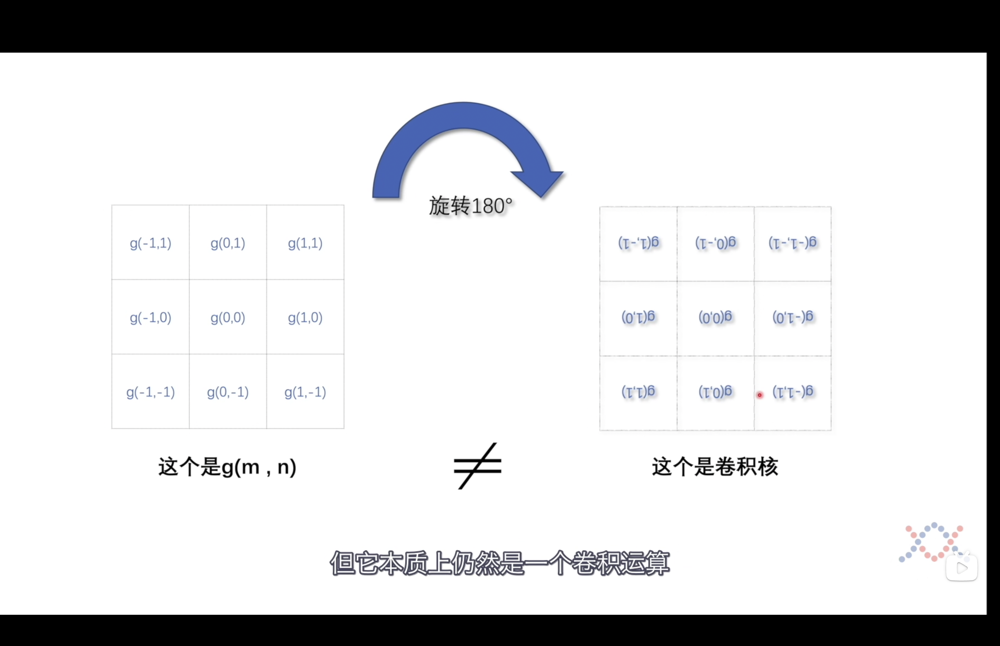 旋转180°
g(-1,1) g(0,1) g(1,1)
g(-1,0) g(0,0) g(1,0)
g(-1,-1) g(0,-1) g(1,-1)
g(1,-1) g(0,-1) g(-1,-1)
g(1,0) g(0,0) g(-1,0)
g(1,1) g(0,1) g(-1,1)
这个是g(m , n)
≠
这个是卷积核
但它本质上仍然是一个卷积运算